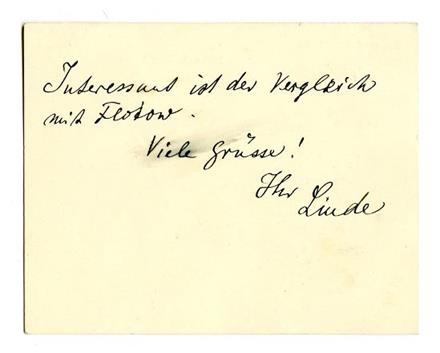 Interessant ist der Vergleich
mit Flotow.
Viele Grüsse!
Ihr
Linde